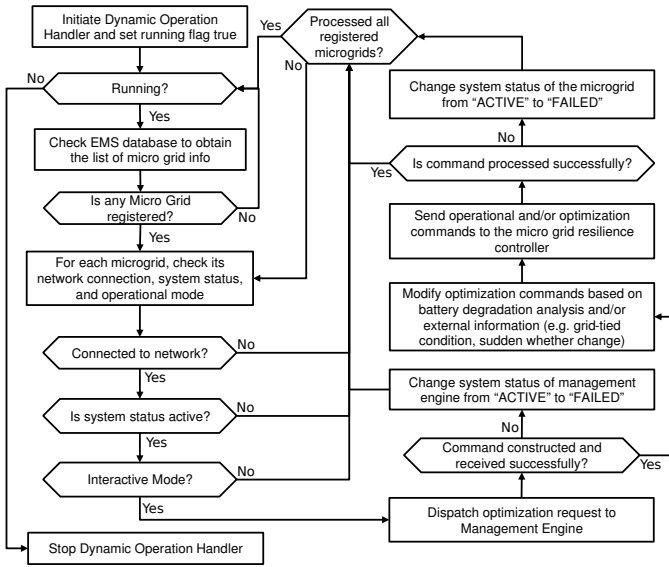 Initiate Dynamic Operation
Handler and set running flag true
No
Running?
Yes
Check EMS database to obtain
the list of micro grid info
Is any Micro Grid
registered?
No
Yes
For each microgrid, check its
network connection, system status,
and operational mode
Connected to network?
No
Yes
Is system status active?
No
Yes
Interactive Mode?
No
Yes
Stop Dynamic Operation Handler
Yes
Processed all
registered
microgrids?
No
Change system status of the microgrid
from “ACTIVE” to “FAILED”
No
Yes
Is command processed successfully?
Send operational and/or optimization
commands to the micro grid resilience
controller
Modify optimization commands based on
battery degradation analysis and/or
external information (e.g. grid-tied
condition, sudden whether change)
Change system status of management
engine from “ACTIVE” to “FAILED”
No
Command constructed and
received successfully?
Yes
Dispatch optimization request to
Management Engine